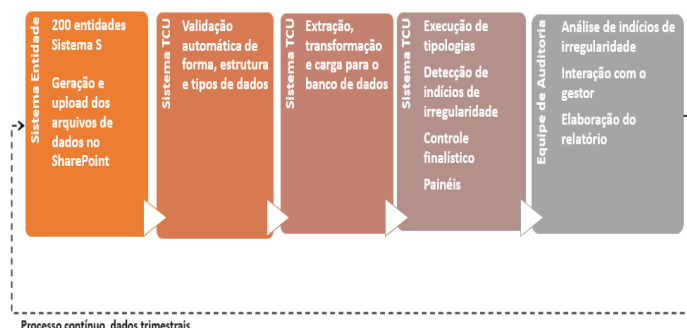 Sistema Entidade
200 entidades
Sistema S
Geração e
upload dos
arquivos de
dados no
SharePoint
Sistema TCU
Validação
automática de
forma, estrutura
e tipos de dados
Sistema TCU
Extração,
transformação
e carga para o
banco de dados
Sistema TCU
Execução de
tipologias
Detecção de
indícios de
irregularidade
Controle
finalístico
Painéis
Equipe de Auditoria
Análise de indícios de
irregularidade
Interação com o
gestor
Elaboração do
relatório
Processo contínuo, dados trimestrais